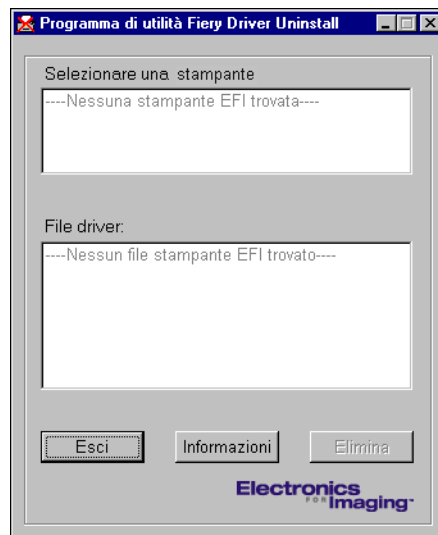 Programma di utilità Fiery Driver Uninstall
Selezionare una stampante
----Nessuna stampante EFI trovata----
File driver:
----Nessun file stampante EFI trovato----
Esci
Informazioni
Elimina
Electronics
FOR Imaging